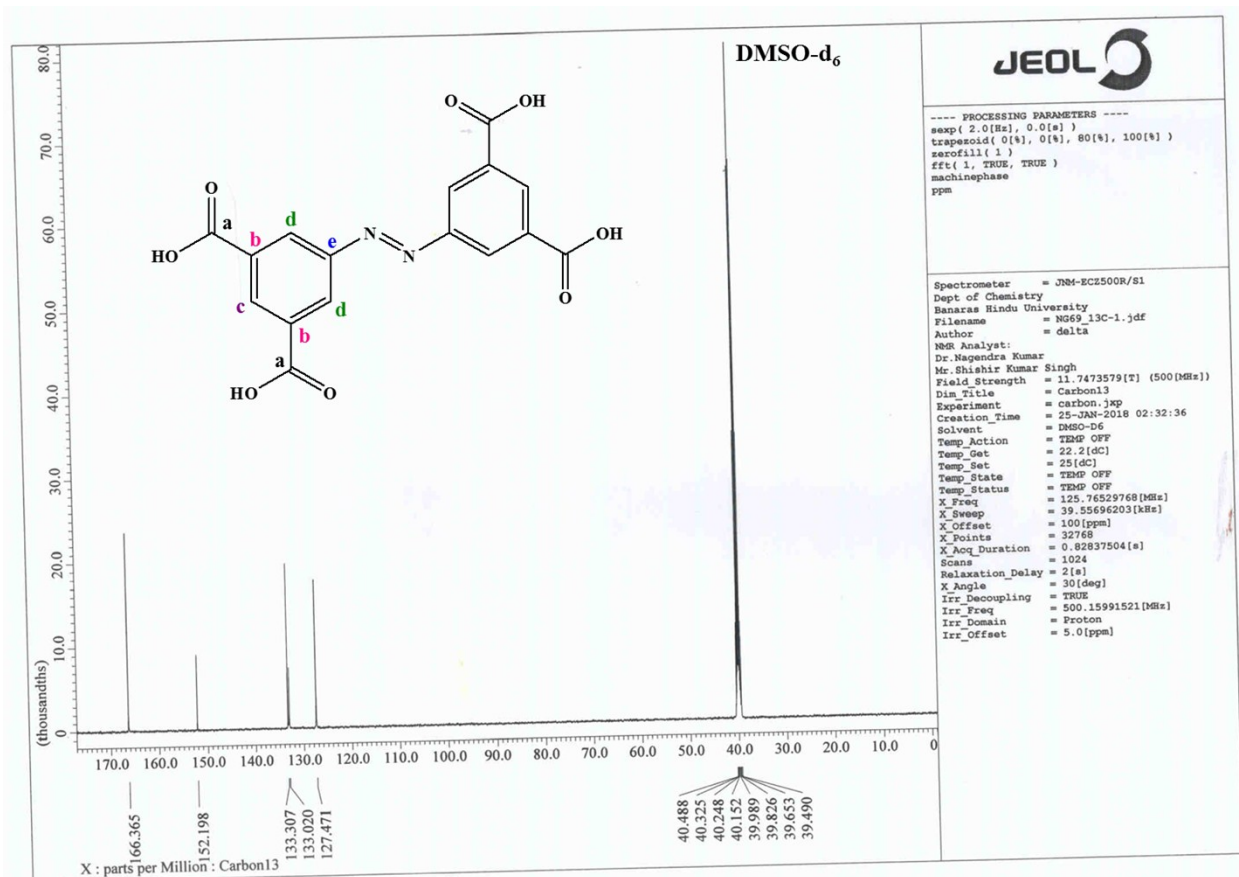 DMSO-d6
80.0
70.0
60.0
50.0
40.0
30.0
20.0
10.0
0
(thousandths)
O
OH
O
a
HO
b
d
e
N
N
c
d
b
a
HO
O
OH
O
170.0 160.0 150.0 140.0 130.0 120.0 110.0 100.0 90.0 80.0 70.0 60.0 50.0 40.0 30.0 20.0 10.0 0
166.365
152.198
133.307
133.020
127.471
40.488
40.325
40.248
40.152
39.989
39.826
39.653
39.490
X : parts per Million : Carbon13
JEOL
---- PROCESSING PARAMETERS ----
sexp( 2.0[Hz], 0.0[s] )
trapezoid( 0[%], 0[%], 80[%], 100[%] )
zerofill( 1 )
fft( 1, TRUE, TRUE )
machinephase
ppm
Spectrometer = JNM-ECZ500R/S1
Dept of Chemistry
Banaras Hindu University
Filename = NG69_13C-1.jdf
Author = delta
NMR Analyst:
Dr.Nagendra Kumar
Mr.Shishir Kumar Singh
Field_Strength = 11.7473579[T] (500[MHz])
Dim_Title = Carbon13
Experiment = carbon.jxp
Creation_Time = 25-JAN-2018 02:32:36
Solvent = DMSO-D6
Temp_Action = TEMP OFF
Temp_Get = 22.2[dC]
Temp_Set = 25[dC]
Temp_State = TEMP OFF
Temp_Status = TEMP OFF
X_Freq = 125.76529768[MHz]
X_Sweep = 39.55696203[kHz]
X_Offset = 100[ppm]
X_Points = 32768
X_Acq_Duration = 0.82837504[s]
Scans = 1024
Relaxation_Delay = 2[s]
X_Angle = 30[deg]
Irr_Decoupling = TRUE
Irr_Freq = 500.15991521[MHz]
Irr_Domain = Proton
Irr_Offset = 5.0[ppm]